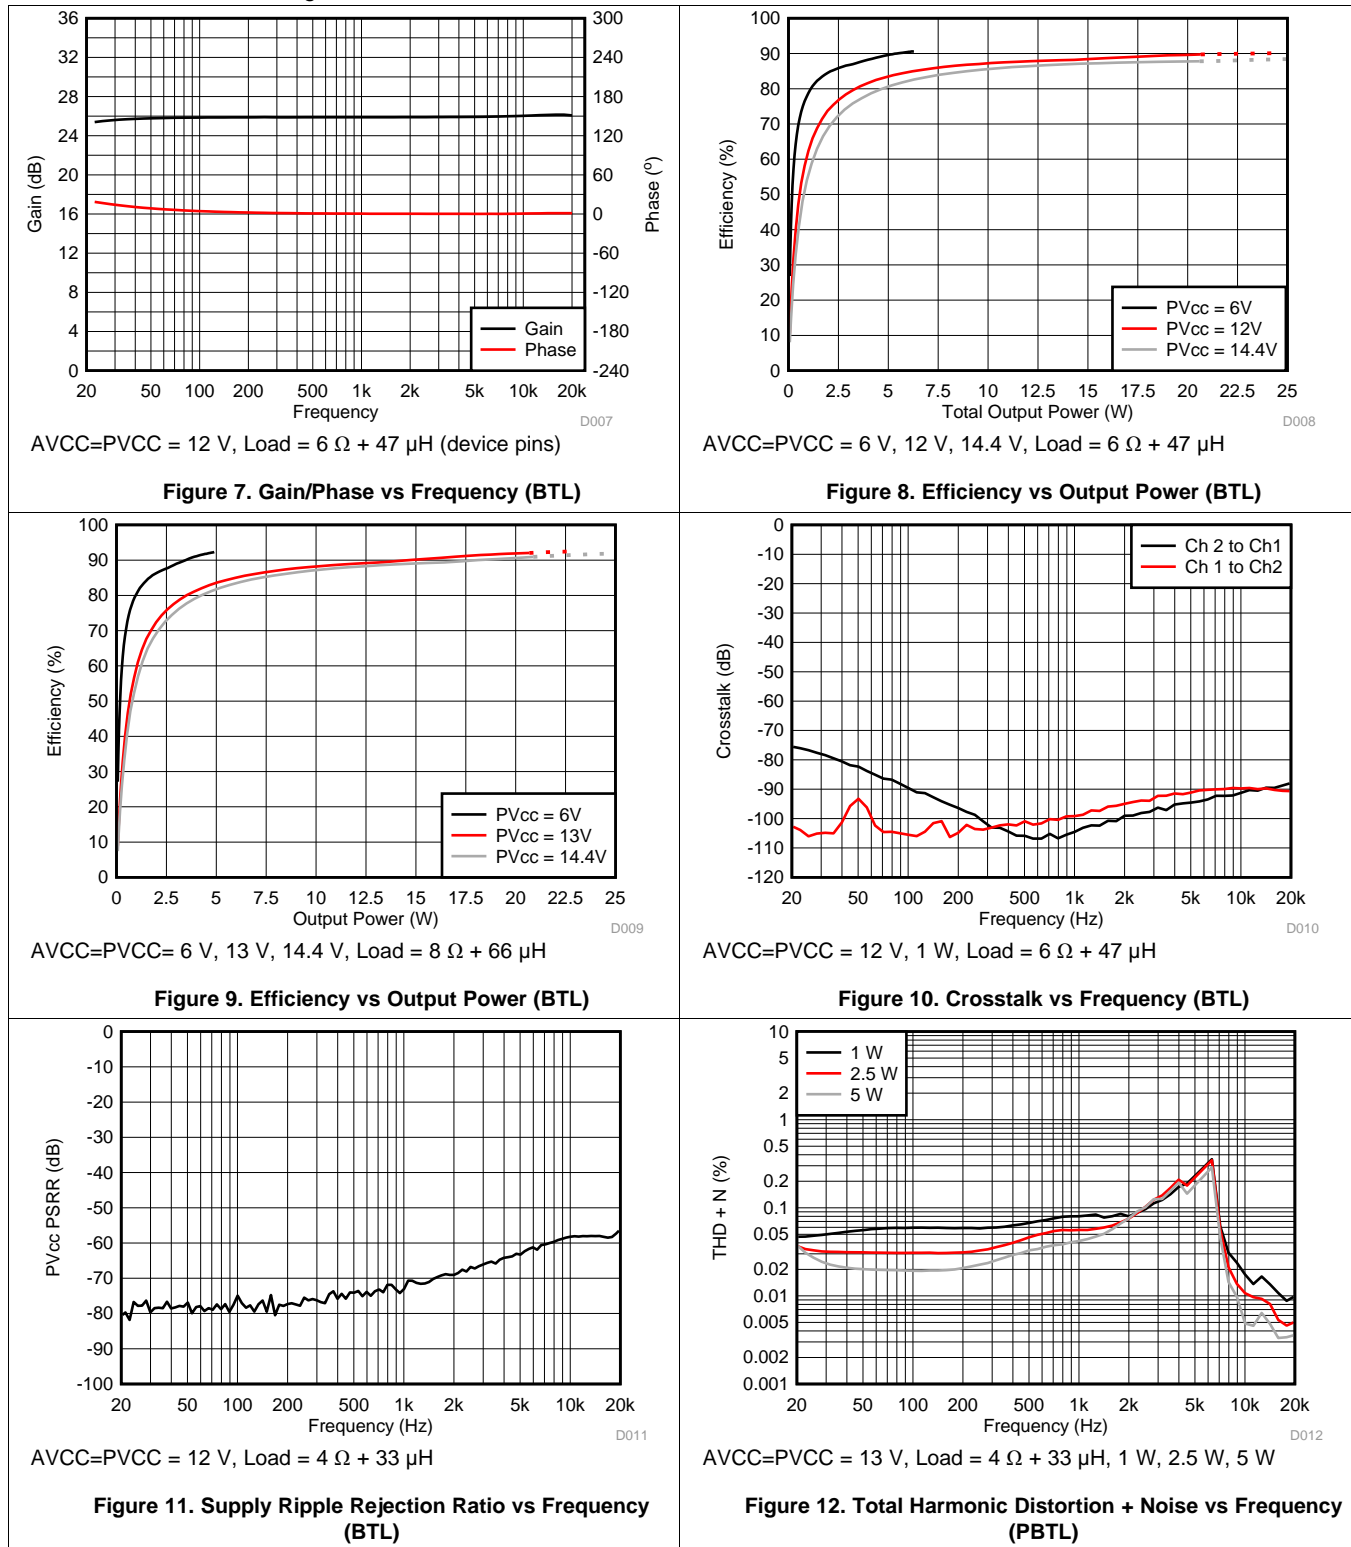 36
32
28
24
20
16
12
8
4
0
300
240
180
120
60
0
-60
-120
-180
-240
Gain (dB)
Phase (°)
Gain
Phase
20 50 100 200 500 1k 2k 5k 10k 20k
Frequency
D007
AVCC=PVCC = 12 V, Load = 6 Ω + 47 µH (device pins)
Figure 7. Gain/Phase vs Frequency (BTL)
100
90
80
70
60
50
40
30
20
10
0
Efficiency (%)
PVcc = 6V
PVcc = 12V
PVcc = 14.4V
0 2.5 5 7.5 10 12.5 15 17.5 20 22.5 25
Total Output Power (W)
D008
AVCC=PVCC = 6 V, 12 V, 14.4 V, Load = 6 Ω + 47 µH
Figure 8. Efficiency vs Output Power (BTL)
100
90
80
70
60
50
40
30
20
10
0
Efficiency (%)
PVcc = 6V
PVcc = 13V
PVcc = 14.4V
0 2.5 5 7.5 10 12.5 15 17.5 20 22.5 25
Output Power (W)
D009
AVCC=PVCC= 6 V, 13 V, 14.4 V, Load = 8 Ω + 66 µH
Figure 9. Efficiency vs Output Power (BTL)
0
-10
-20
-30
-40
-50
-60
-70
-80
-90
-100
-110
-120
Crosstalk (dB)
Ch 2 to Ch1
Ch 1 to Ch2
20 50 100 200 500 1k 2k 5k 10k 20k
Frequency (Hz)
D010
AVCC=PVCC = 12 V, 1 W, Load = 6 Ω + 47 µH
Figure 10. Crosstalk vs Frequency (BTL)
0
-10
-20
-30
-40
-50
-60
-70
-80
-90
-100
PVcc PSRR (dB)
20 50 100 200 500 1k 2k 5k 10k 20k
Frequency (Hz)
D011
AVCC=PVCC = 12 V, Load = 4 Ω + 33 µH
Figure 11. Supply Ripple Rejection Ratio vs Frequency
(BTL)
10
5
2
1
0.5
0.2
0.1
0.05
0.02
0.01
0.005
0.002
0.001
THD + N (%)
1 W
2.5 W
5 W
20 50 100 200 500 1k 2k 5k 10k 20k
Frequency (Hz)
D012
AVCC=PVCC = 13 V, Load = 4 Ω + 33 µH, 1 W, 2.5 W, 5 W
Figure 12. Total Harmonic Distortion + Noise vs Frequency
(PBTL)